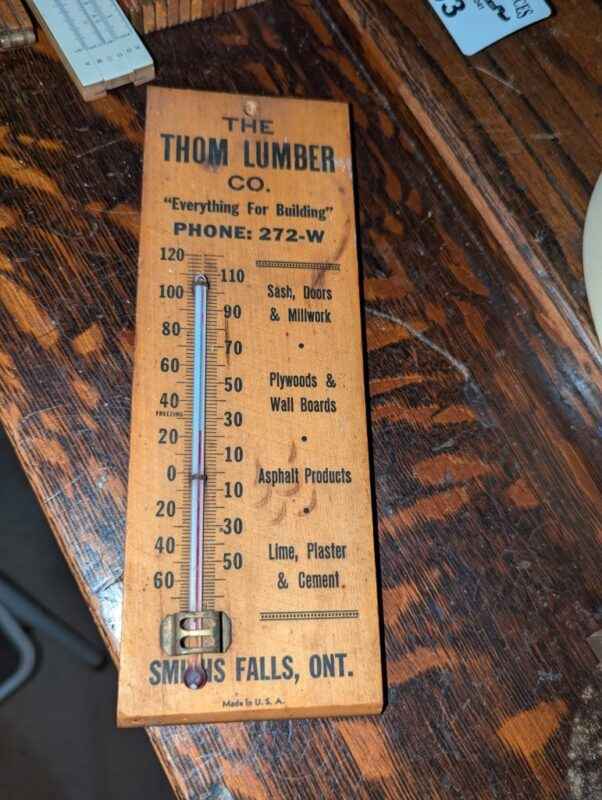 THE
THOM LUMBER
CO.
"Everything For Building"
PHONE: 272-W
120
110
100
90
80
70
60
50
40
FREEZING
30
20
10
0
10
20
30
40
50
60
Sash, Doors
& Millwork
•
Plywoods &
Wall Boards
•
Asphalt Products
•
Lime, Plaster
& Cement
FALLS, ONT.
Made In U. S. A.